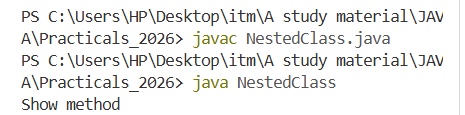 PS C:\Users\HP\Desktop\itm\A study material\JAV
A\Practicals_2026> javac NestedClass.java
PS C:\Users\HP\Desktop\itm\A study material\JAV
A\Practicals_2026> java NestedClass
Show method